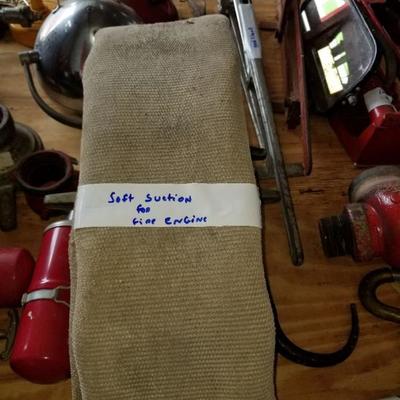 Soft Suction
for
Fire Engine